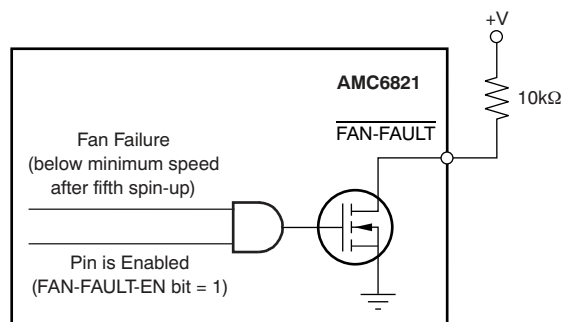 +V
AMC6821
10kΩ
FAN-FAULT
Fan Failure
(below minimum speed
after fifth spin-up)
Pin is Enabled
(FAN-FAULT-EN bit = 1)